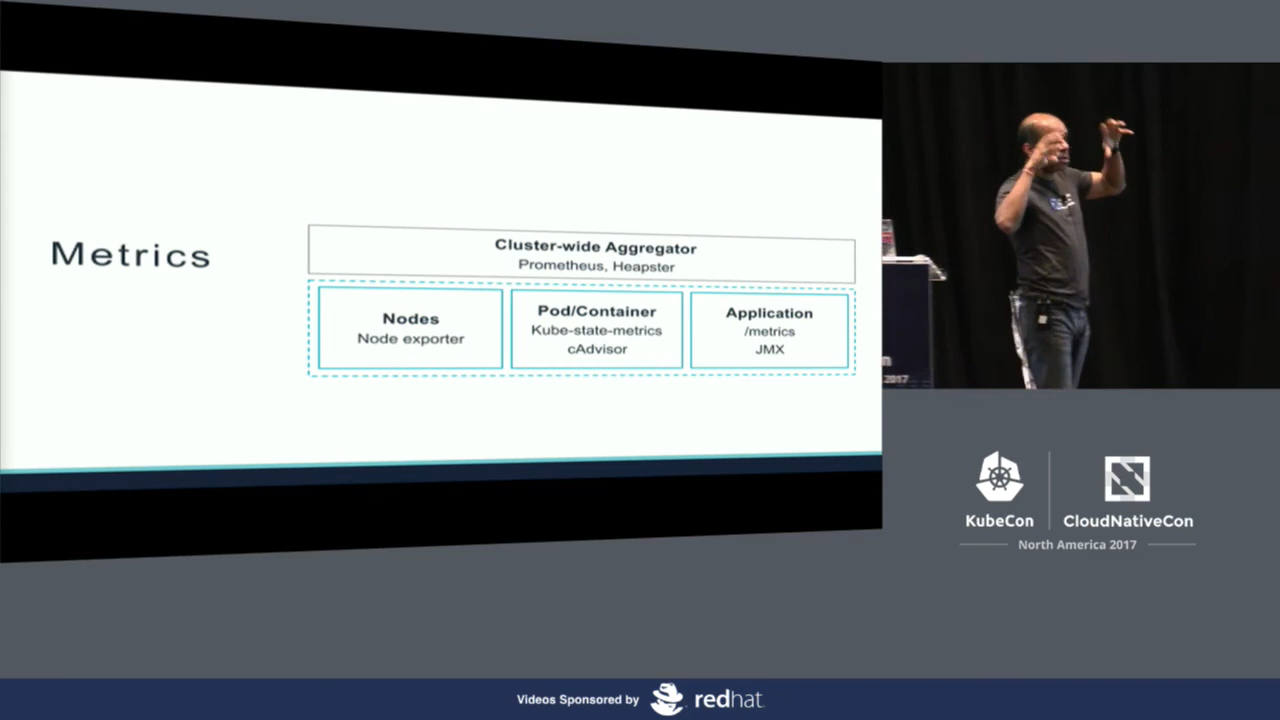 Metrics
Cluster-wide Aggregator
Prometheus, Heapster
Nodes
Node exporter
Pod/Container
Kube-state-metrics
cAdvisor
Application
/metrics
JMX
2017
KubeCon
CloudNativeCon
North America 2017
Videos Sponsored by
redhat.